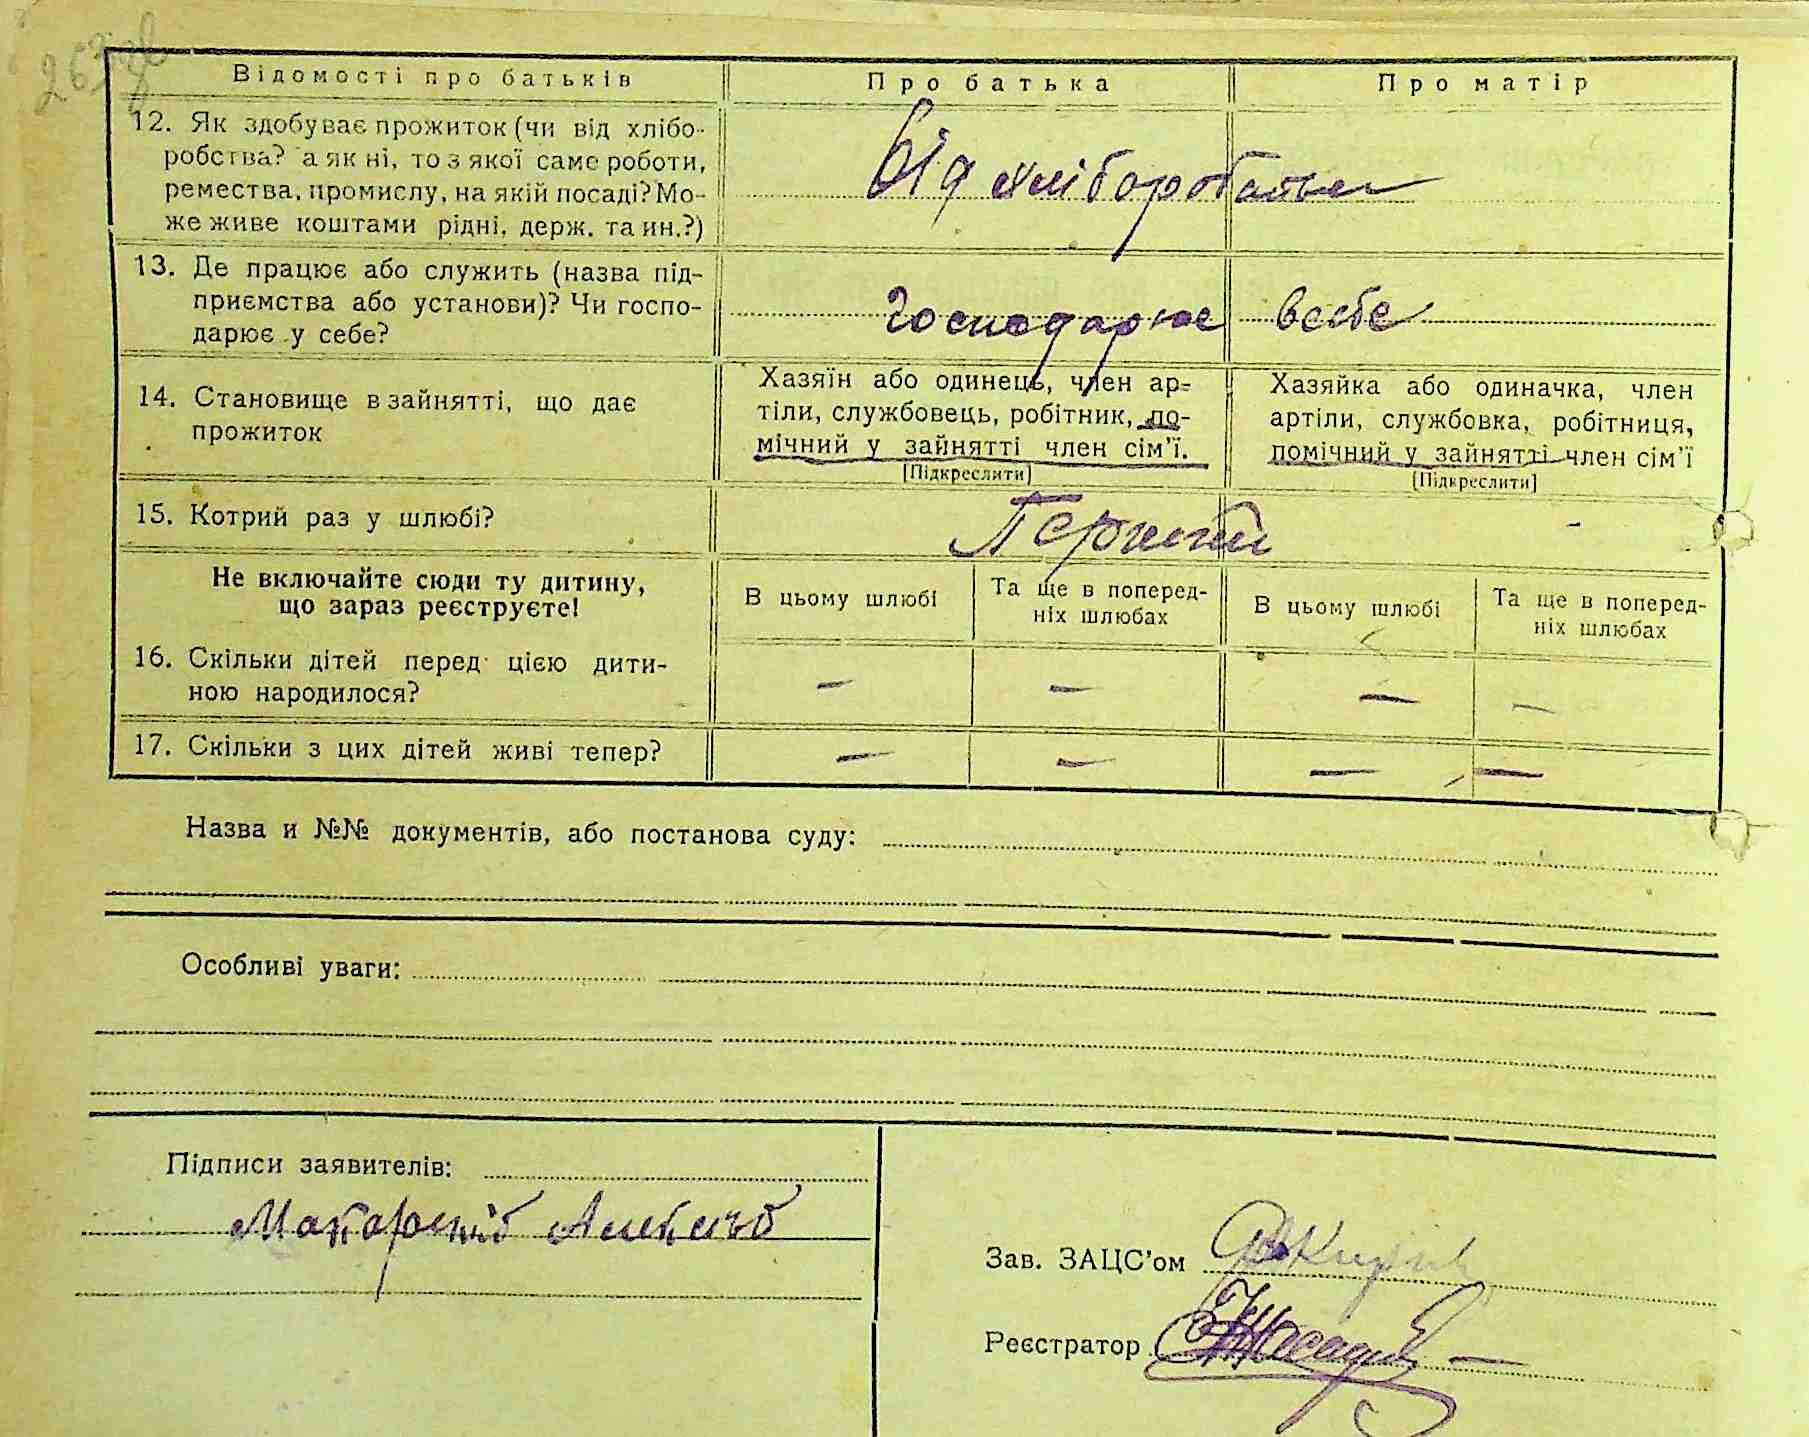 263 зв
Відомості про батьків Про батька Про матір
12. Як здобуває прожиток (чи від хлібо-
робства? а як ні, то з якої саме роботи,
ремества, промислу, на якій посаді? Мо-
же живе коштами рідні, держ. та ин.?)
Від хліборобства
13. Де працює або служить (назва під-
приємства або установи)? Чи госпо-
дарює у себе?
Господарює в себе
14. Становище в зайнятті, що дає
прожиток
Хазяїн або одинець, член ар-
тіли, службовець, робітник, по-
мічний у зайнятті член сім'ї.
[Підкреслити]
Хазяйка або одиначка, член
артіли, службовка, робітниця,
помічний у зайнятті член сім'ї
[Підкреслити]
15. Котрий раз у шлюбі?
Первий
Не включайте сюди ту дитину,
що зараз реєструєте!
В цьому шлюбі
Та ще в поперед-
ніх шлюбах
В цьому шлюбі
Та ще в поперед-
ніх шлюбах
16. Скільки дітей перед цією дити-
ною народилося?
— — — —
17. Скільки з цих дітей живі тепер?
— — — —
Назва и №№ документів, або постанова суду:
Особливі уваги:
Підписи заявителів:
Зав. ЗАЦС'ом
Реєстратор